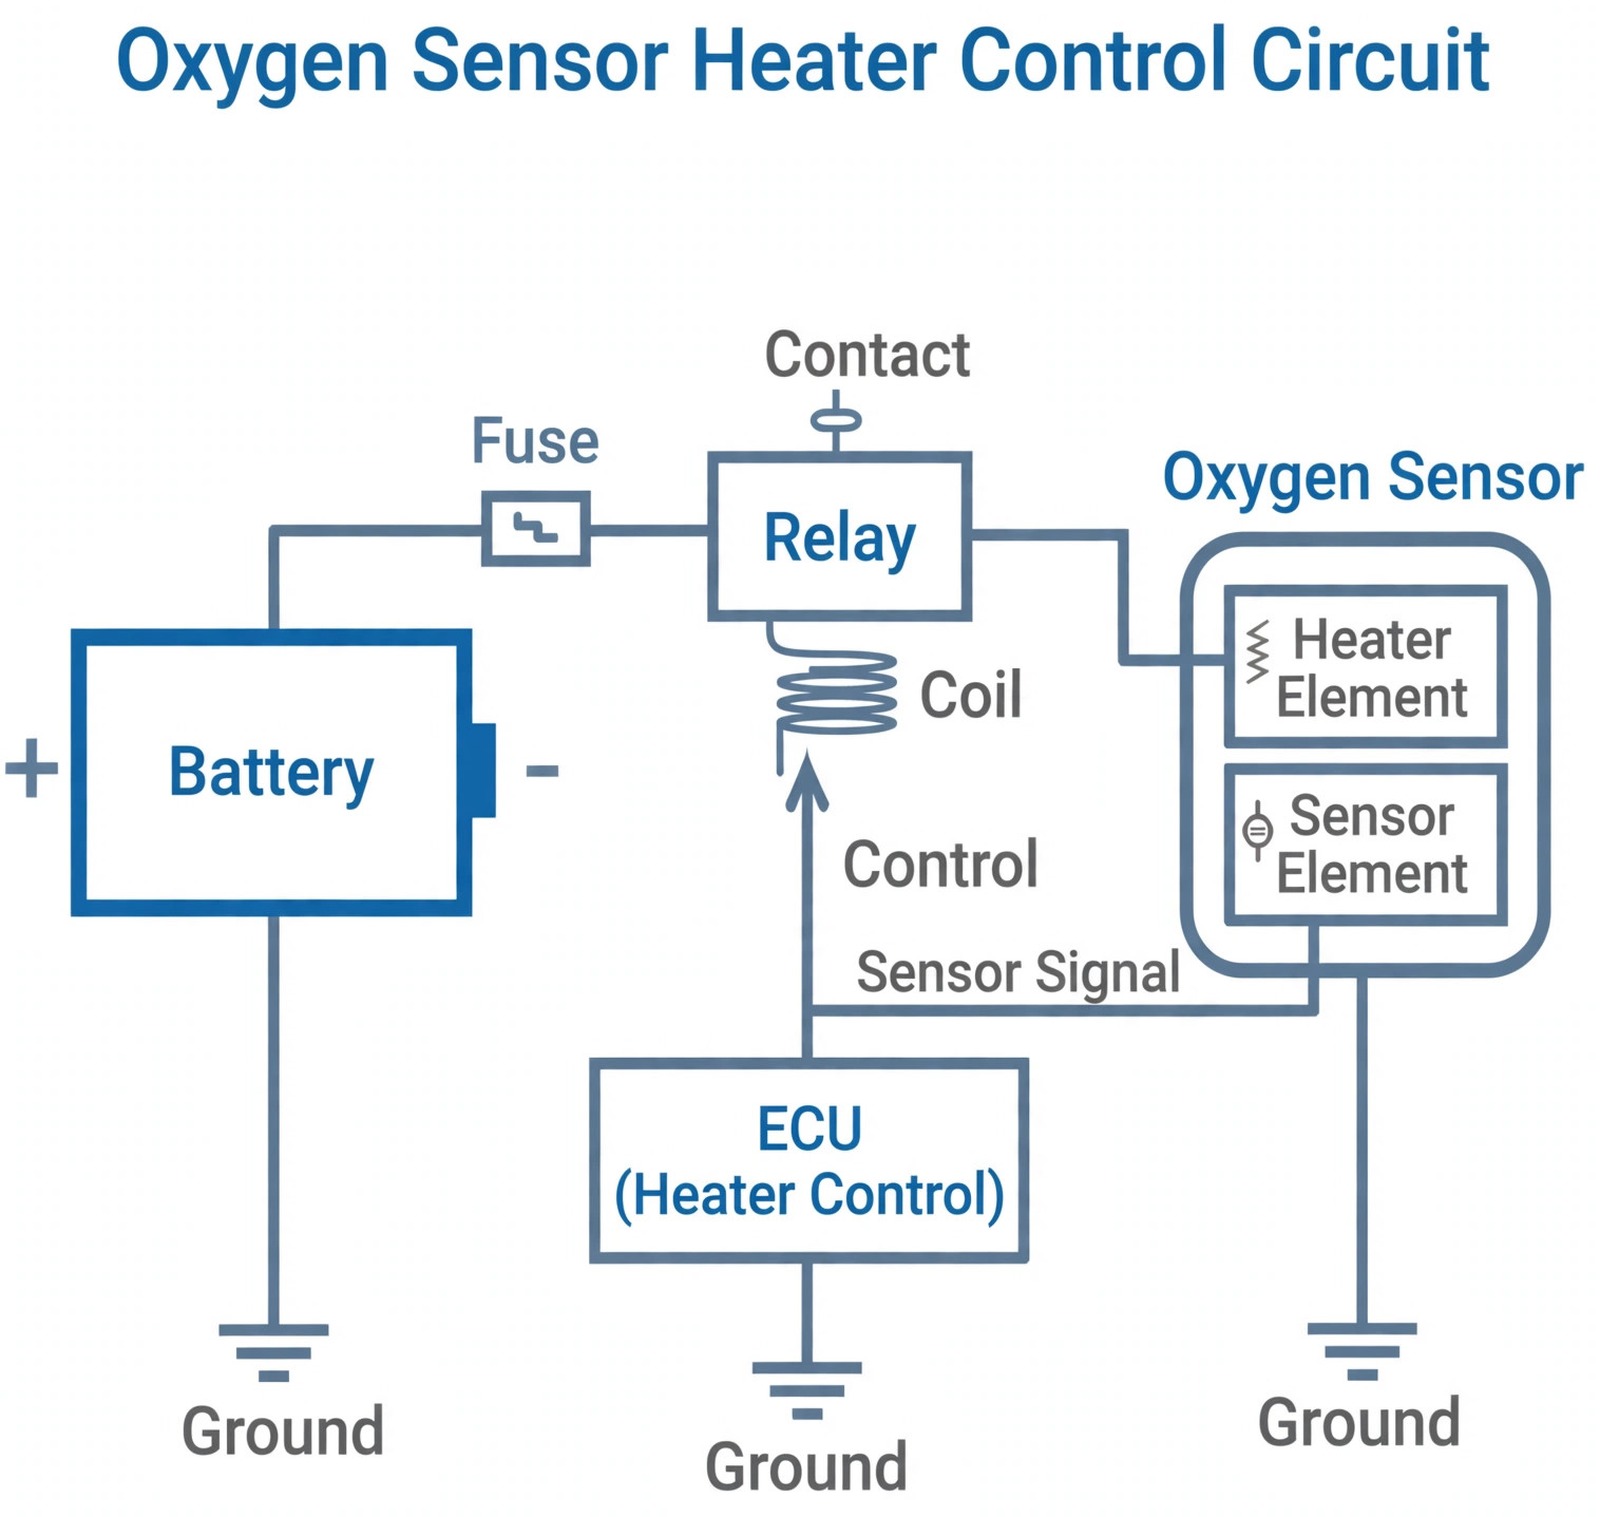 Oxygen Sensor Heater Control Circuit
Contact
Fuse
Relay
Oxygen Sensor
Heater
Element
Coil
+
Battery
-
Sensor
Element
Control
Sensor Signal
ECU
(Heater Control)
Ground
Ground
Ground